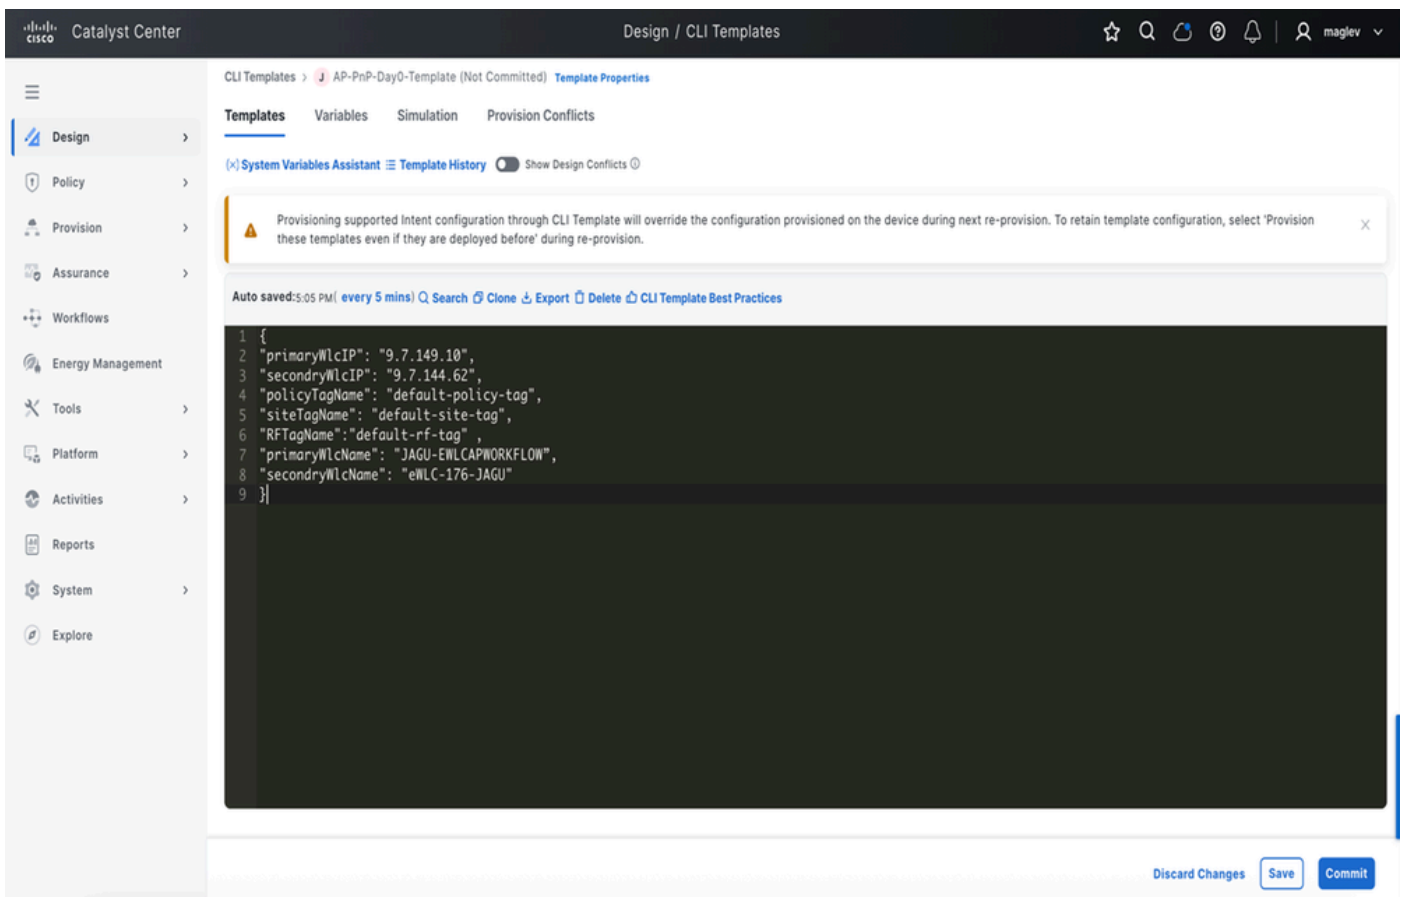 cisco Catalyst Center Design / CLI Templates maglev
CLI Templates > J AP-PnP-Day0-Template (Not Committed) Template Properties
Templates Variables Simulation Provision Conflicts
{×} System Variables Assistant Template History Show Design Conflicts
Provisioning supported Intent configuration through CLI Template will override the configuration provisioned on the device during next re-provision. To retain template configuration, select 'Provision
these templates even if they are deployed before' during re-provision.
Design
Policy
Provision
Assurance
Workflows
Energy Management
Tools
Platform
Activities
Reports
System
Explore
Auto saved:5:05 PM( every 5 mins) Search Clone Export Delete CLI Template Best Practices
1 {
2 "primaryWlcIP": "9.7.149.10",
3 "secondryWlcIP": "9.7.144.62",
4 "policyTagName": "default-policy-tag",
5 "siteTagName": "default-site-tag",
6 "RFTagName":"default-rf-tag" ,
7 "primaryWlcName": "JAGU-EWLCAPWORKFLOW",
8 "secondryWlcName": "eWLC-176-JAGU"
9 }
Discard Changes Save Commit